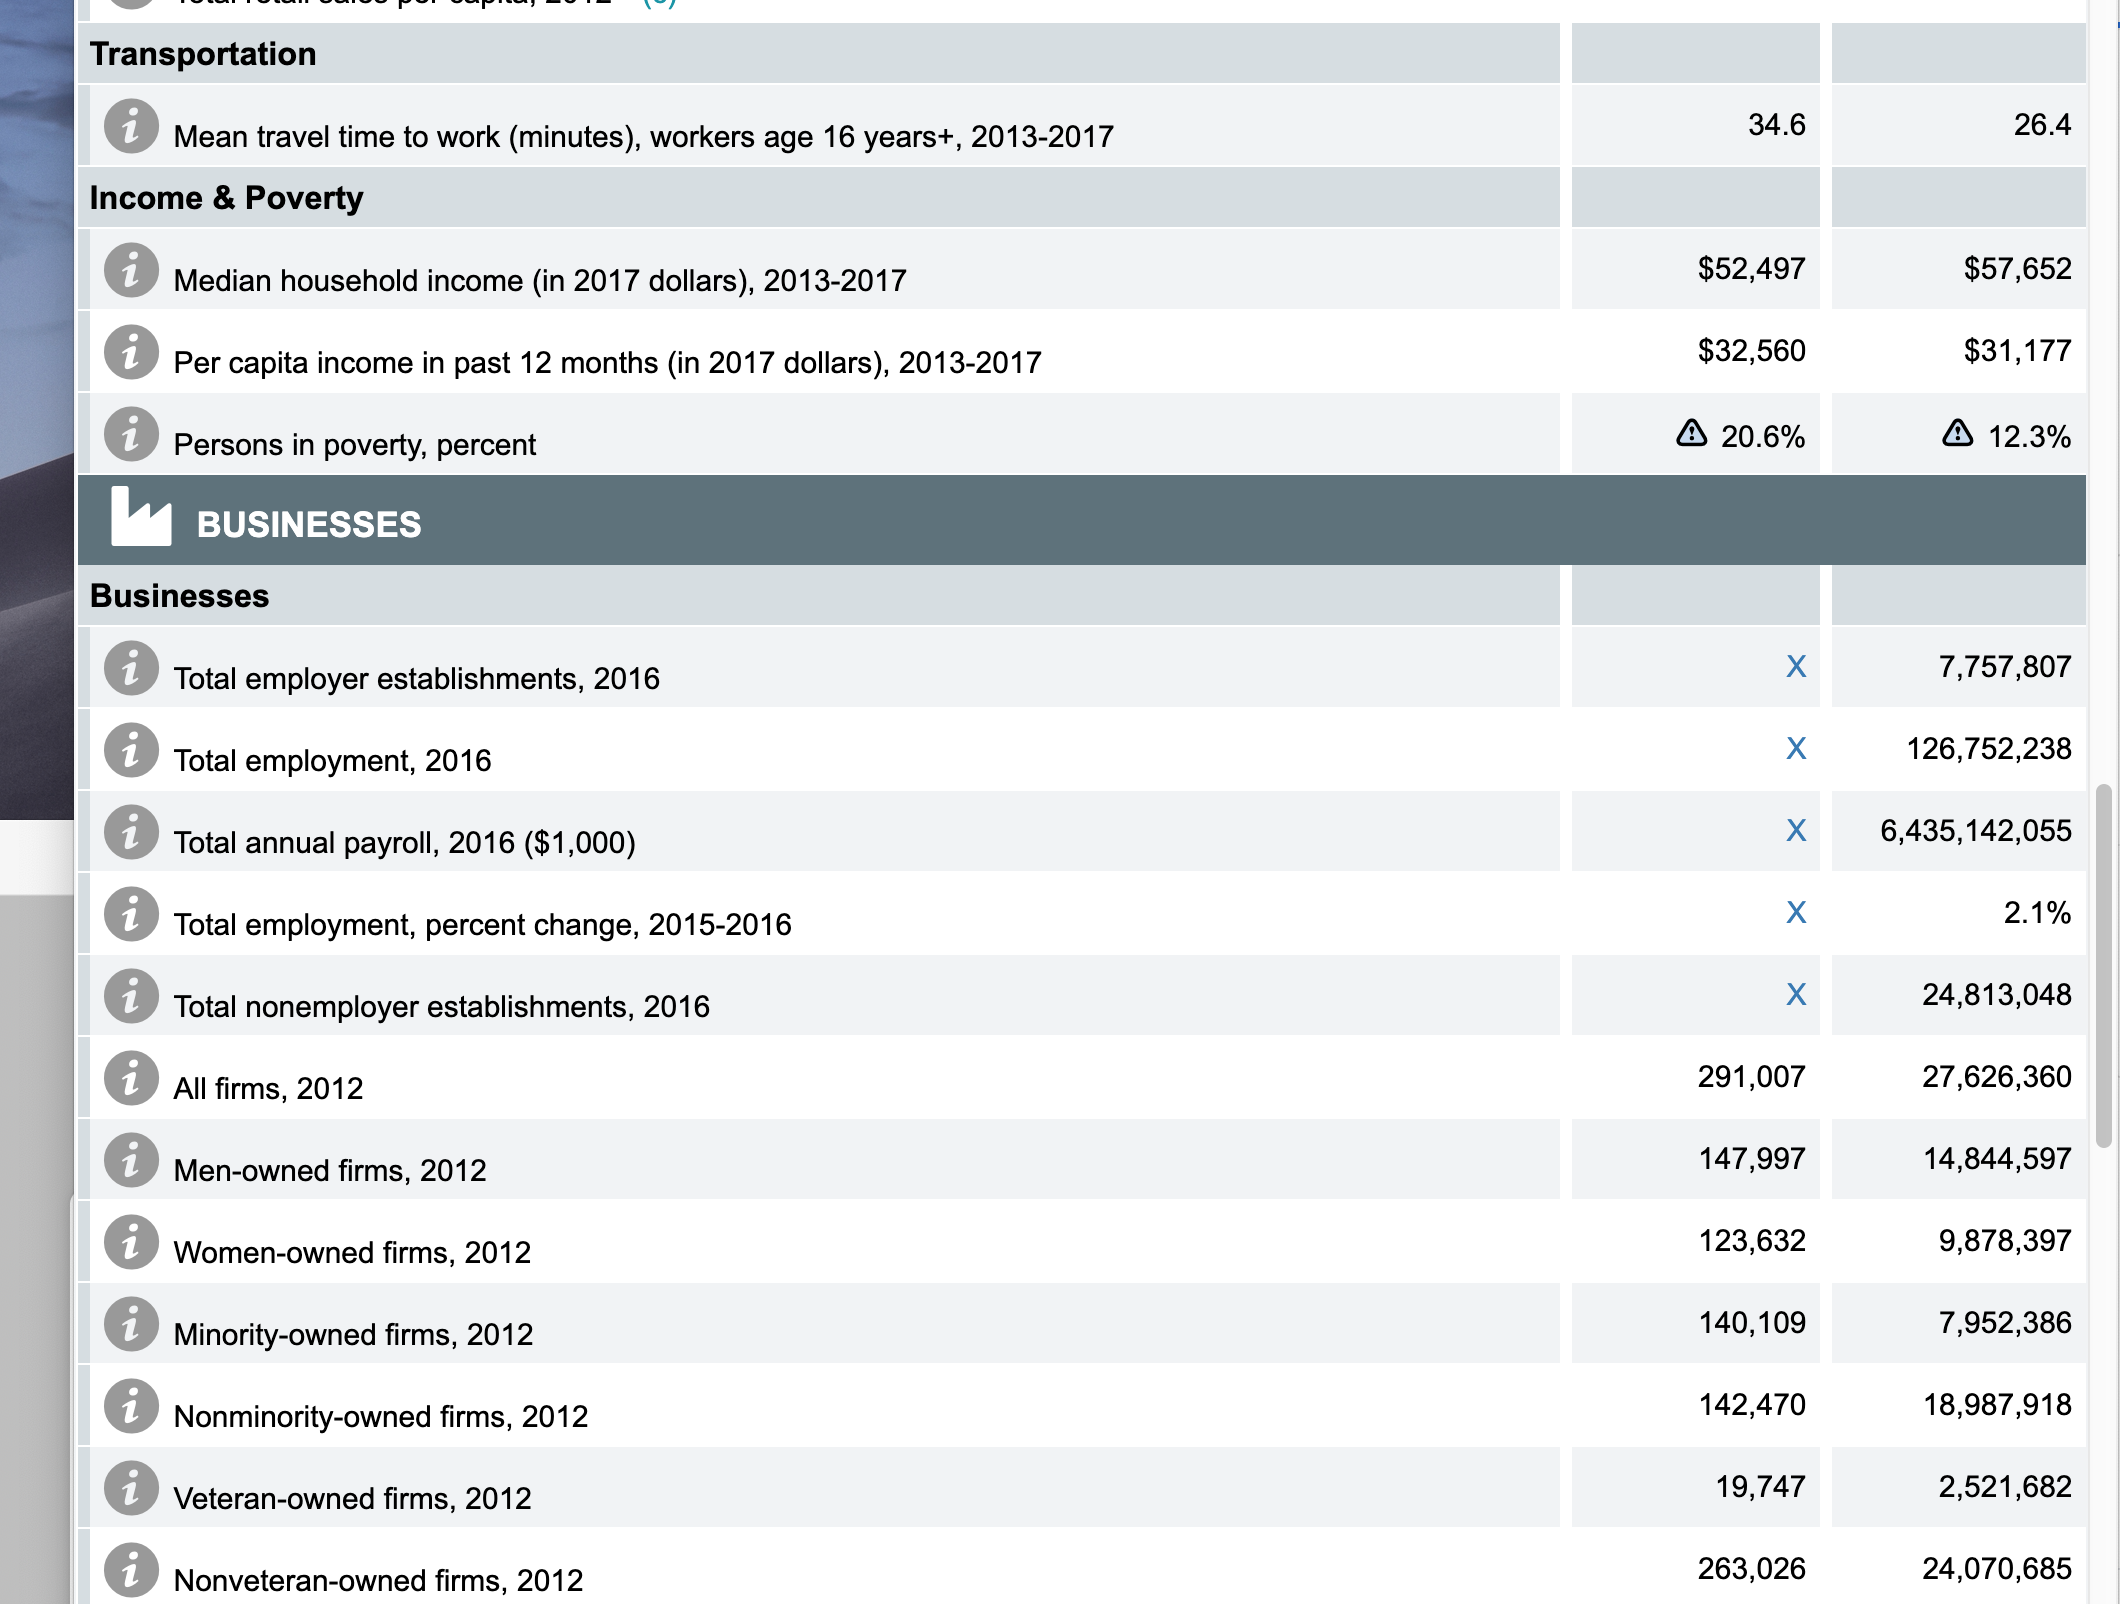 Total retail sales per capita, 2012
Transportation
Mean travel time to work (minutes), workers age 16 years+, 2013-2017 34.6 26.4
Income & Poverty
Median household income (in 2017 dollars), 2013-2017 $52,497 $57,652
Per capita income in past 12 months (in 2017 dollars), 2013-2017 $32,560 $31,177
Persons in poverty, percent 20.6% 12.3%
BUSINESSES
Businesses
Total employer establishments, 2016 X 7,757,807
Total employment, 2016 X 126,752,238
Total annual payroll, 2016 ($1,000) X 6,435,142,055
Total employment, percent change, 2015-2016 X 2.1%
Total nonemployer establishments, 2016 X 24,813,048
All firms, 2012 291,007 27,626,360
Men-owned firms, 2012 147,997 14,844,597
Women-owned firms, 2012 123,632 9,878,397
Minority-owned firms, 2012 140,109 7,952,386
Nonminority-owned firms, 2012 142,470 18,987,918
Veteran-owned firms, 2012 19,747 2,521,682
Nonveteran-owned firms, 2012 263,026 24,070,685